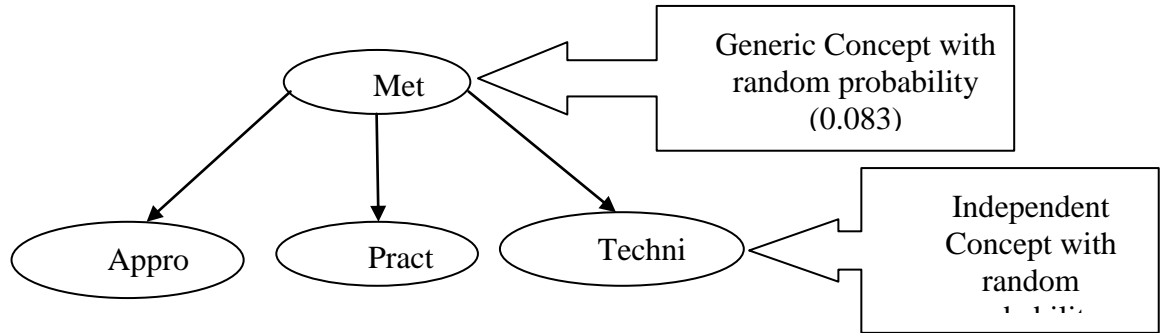 Generic Concept with
random probability
(0.083)
Met
Independent
Concept with
random
Appro
Pract
Techni